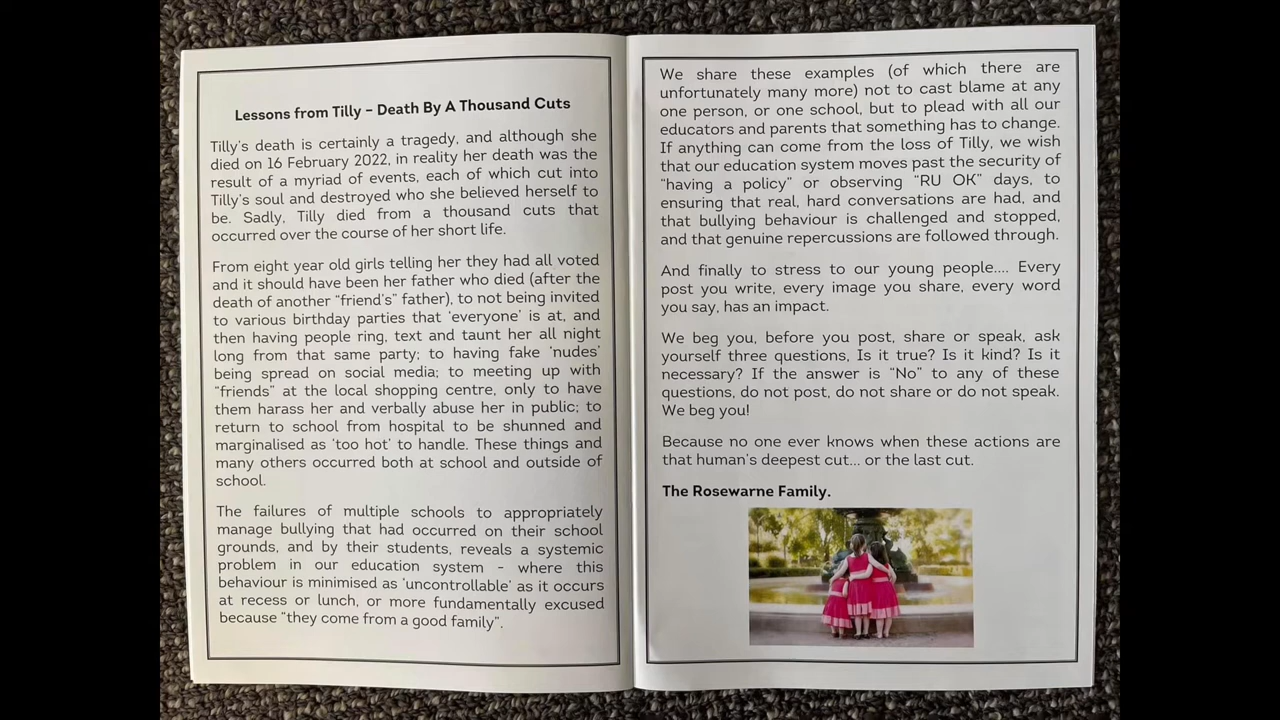 Lessons from Tilly – Death By A Thousand Cuts
Tilly's death is certainly a tragedy, and although she
died on 16 February 2022, in reality her death was the
result of a myriad of events, each of which cut into
Tilly's soul and destroyed who she believed herself to
be. Sadly, Tilly died from a thousand cuts that
occurred over the course of her short life.
From eight year old girls telling her they had all voted
and it should have been her father who died (after the
death of another "friend's" father), to not being invited
to various birthday parties that 'everyone' is at, and
then having people ring, text and taunt her all night
long from that same party; to having fake 'nudes'
being spread on social media; to meeting up with
"friends" at the local shopping centre, only to have
them harass her and verbally abuse her in public; to
return to school from hospital to be shunned and
marginalised as 'too hot' to handle. These things and
many others occurred both at school and outside of
school.
The failures of multiple schools to appropriately
manage bullying that had occurred on their school
grounds, and by their students, reveals a systemic
problem in our education system - where this
behaviour is minimised as 'uncontrollable' as it occurs
at recess or lunch, or more fundamentally excused
because "they come from a good family".
We share these examples (of which there are
unfortunately many more) not to cast blame at any
one person, or one school, but to plead with all our
educators and parents that something has to change.
If anything can come from the loss of Tilly, we wish
that our education system moves past the security of
"having a policy" or observing "RU OK" days, to
ensuring that real, hard conversations are had, and
that bullying behaviour is challenged and stopped,
and that genuine repercussions are followed through.
And finally to stress to our young people.... Every
post you write, every image you share, every word
you say, has an impact.
We beg you, before you post, share or speak, ask
yourself three questions, Is it true? Is it kind? Is it
necessary? If the answer is "No" to any of these
questions, do not post, do not share or do not speak.
We beg you!
Because no one ever knows when these actions are
that human's deepest cut... or the last cut.
The Rosewarne Family.